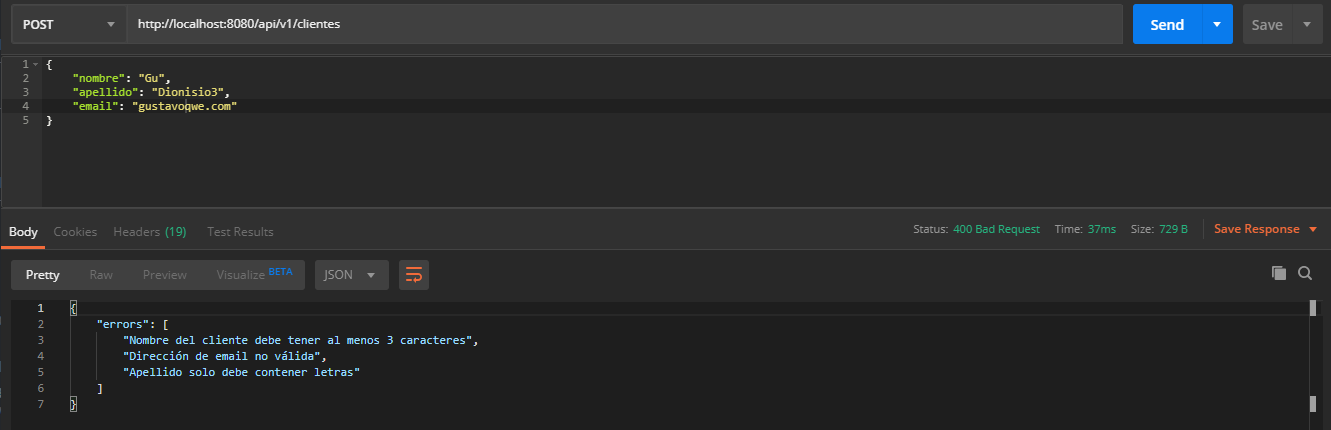 POST http://localhost:8080/api/v1/clientes Send Save
1 {
2 "nombre": "Gu",
3 "apellido": "Dionisio3",
4 "email": "gustavoqwe.com"
5 }
Body Cookies Headers (19) Test Results Status: 400 Bad Request Time: 37ms Size: 729 B Save Response
Pretty Raw Preview Visualize BETA JSON
1 {
2 "errors": [
3 "Nombre del cliente debe tener al menos 3 caracteres",
4 "Dirección de email no válida",
5 "Apellido solo debe contener letras"
6 ]
7 }